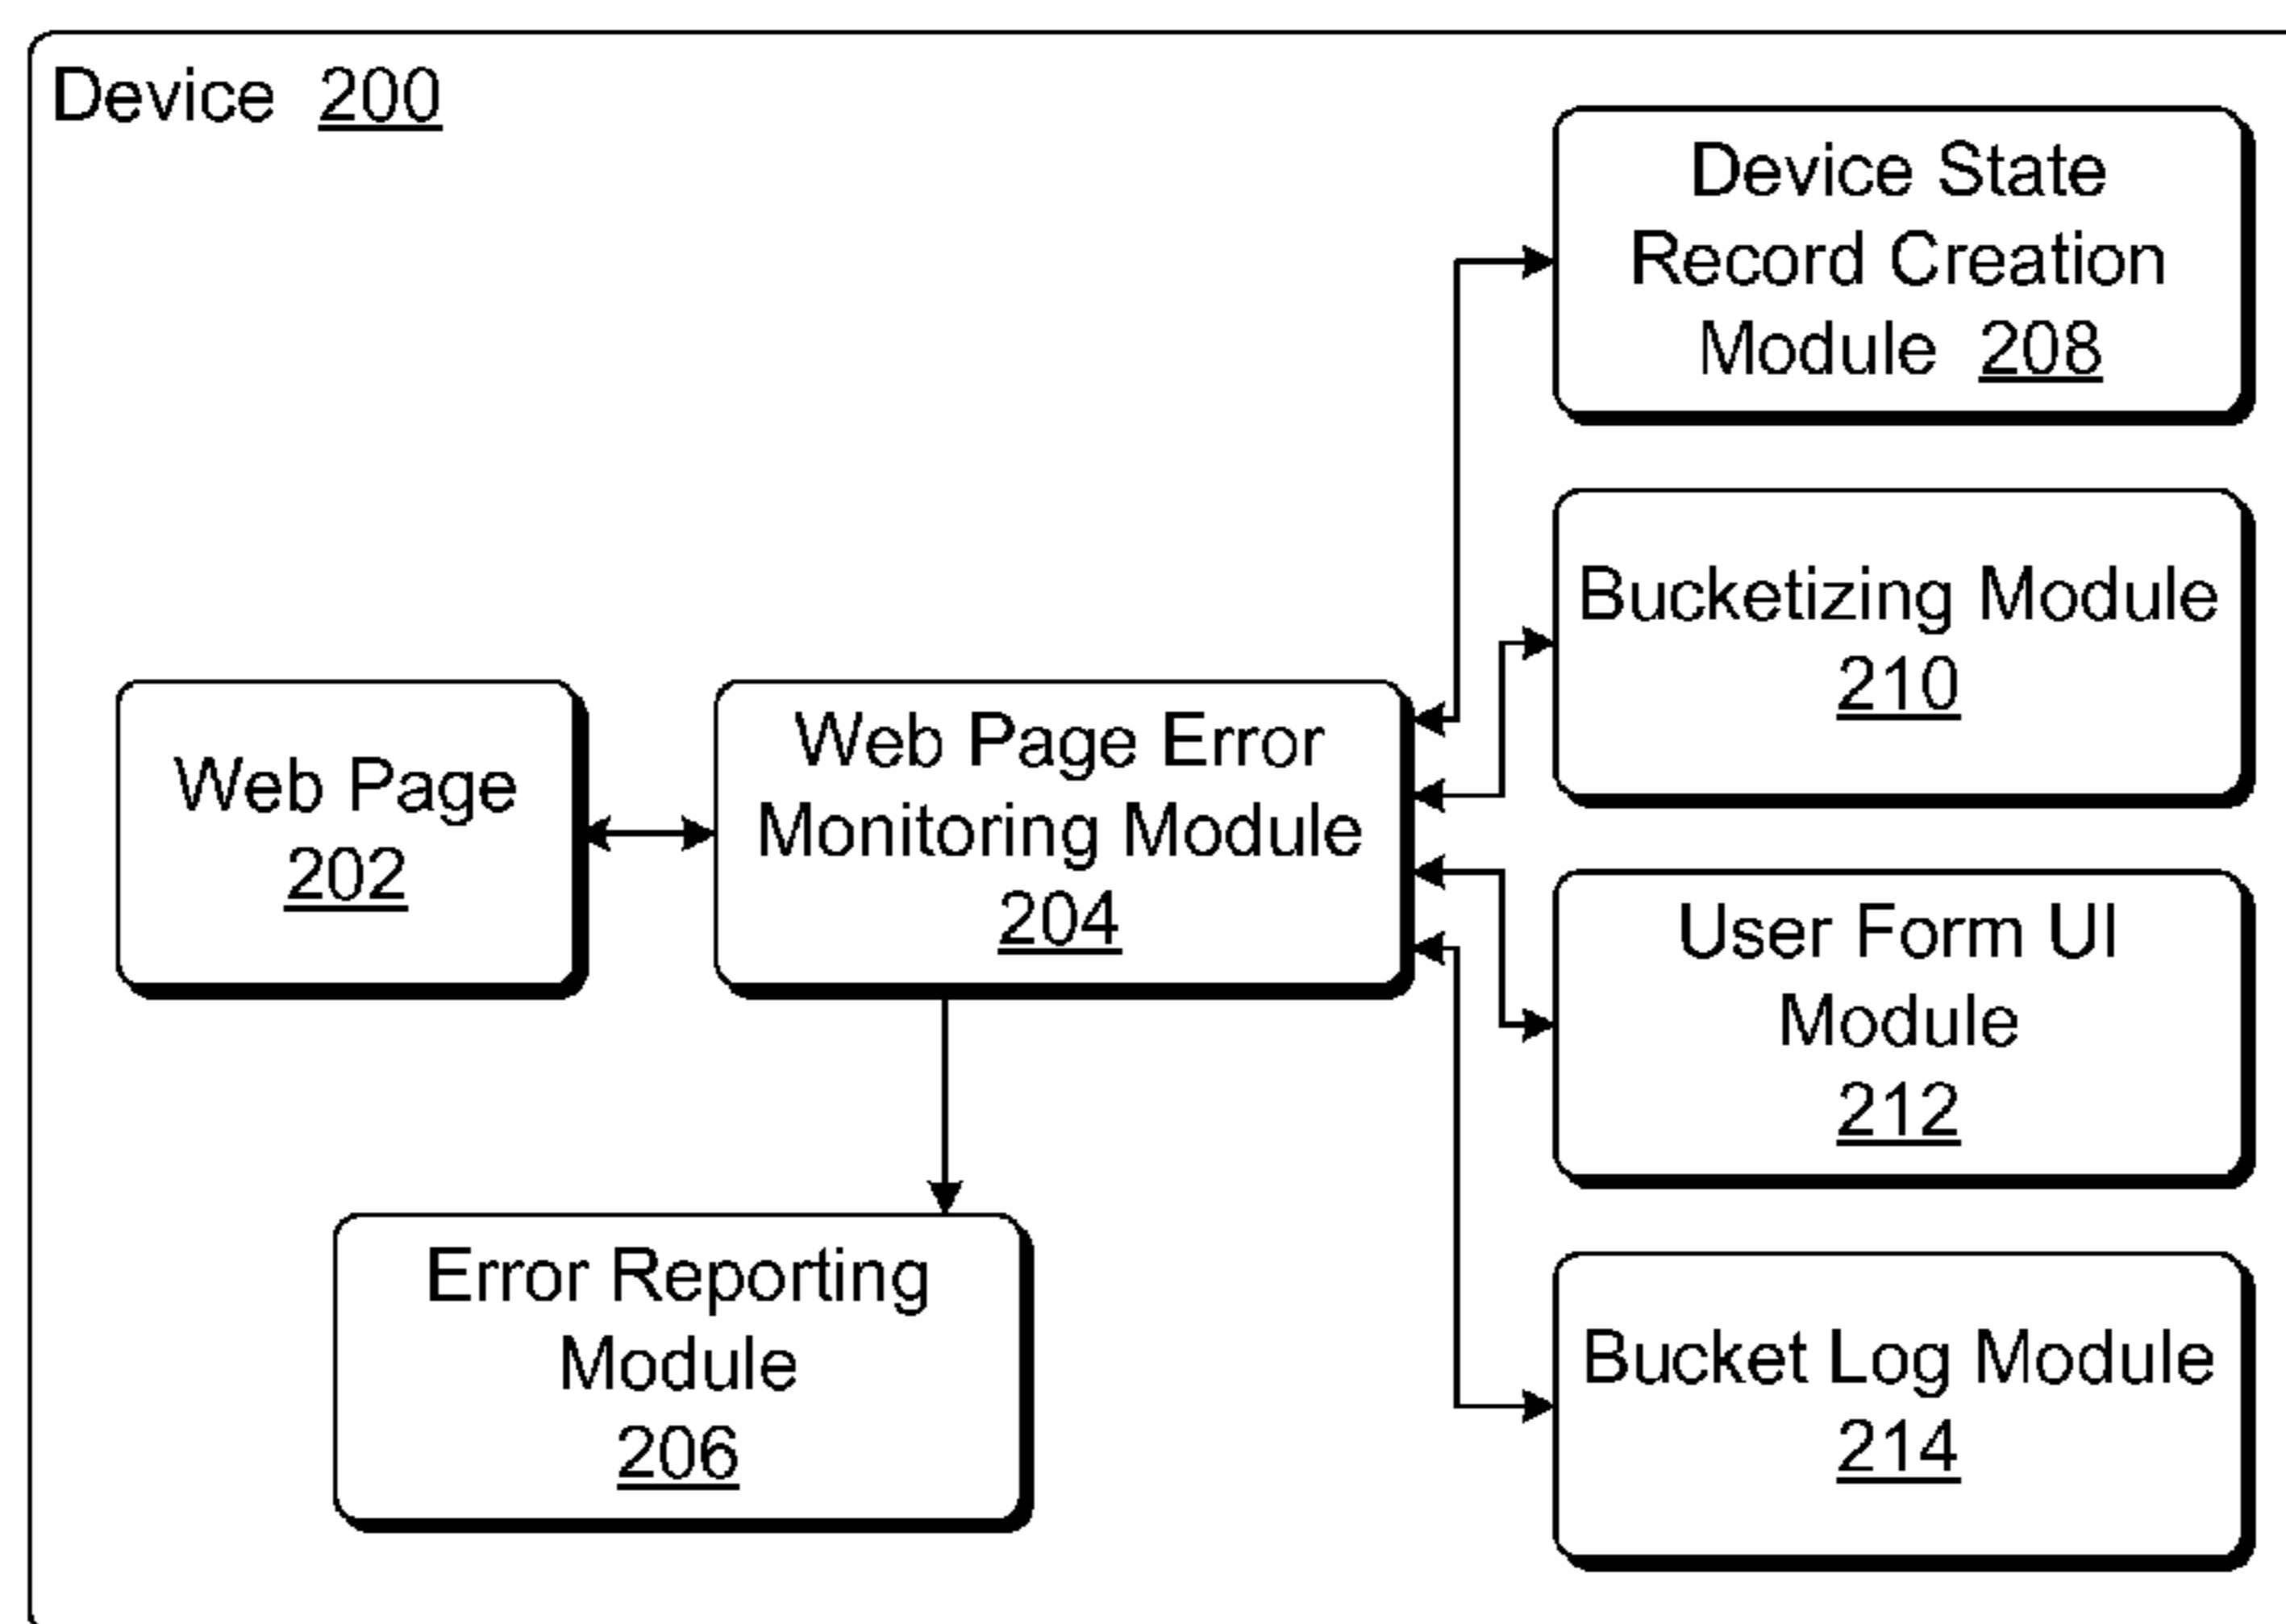 Device 200
Device State
Record Creation
Module 208
Bucketizing Module
210
Web Page
202
Web Page Error
Monitoring Module
204
User Form UI
Module
212
Error Reporting
Module
206
Bucket Log Module
214